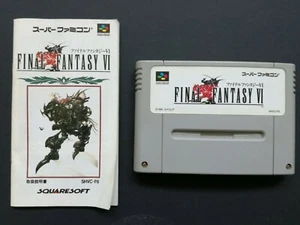 スーパーファミコン
ファイナルファンタジーVI
FINAL FANTASY VI
取扱説明書
SHVC-F6
SQUARESOFT
スーパーファミコン
ファイナルファンタジーVI
FINAL FANTASY VI